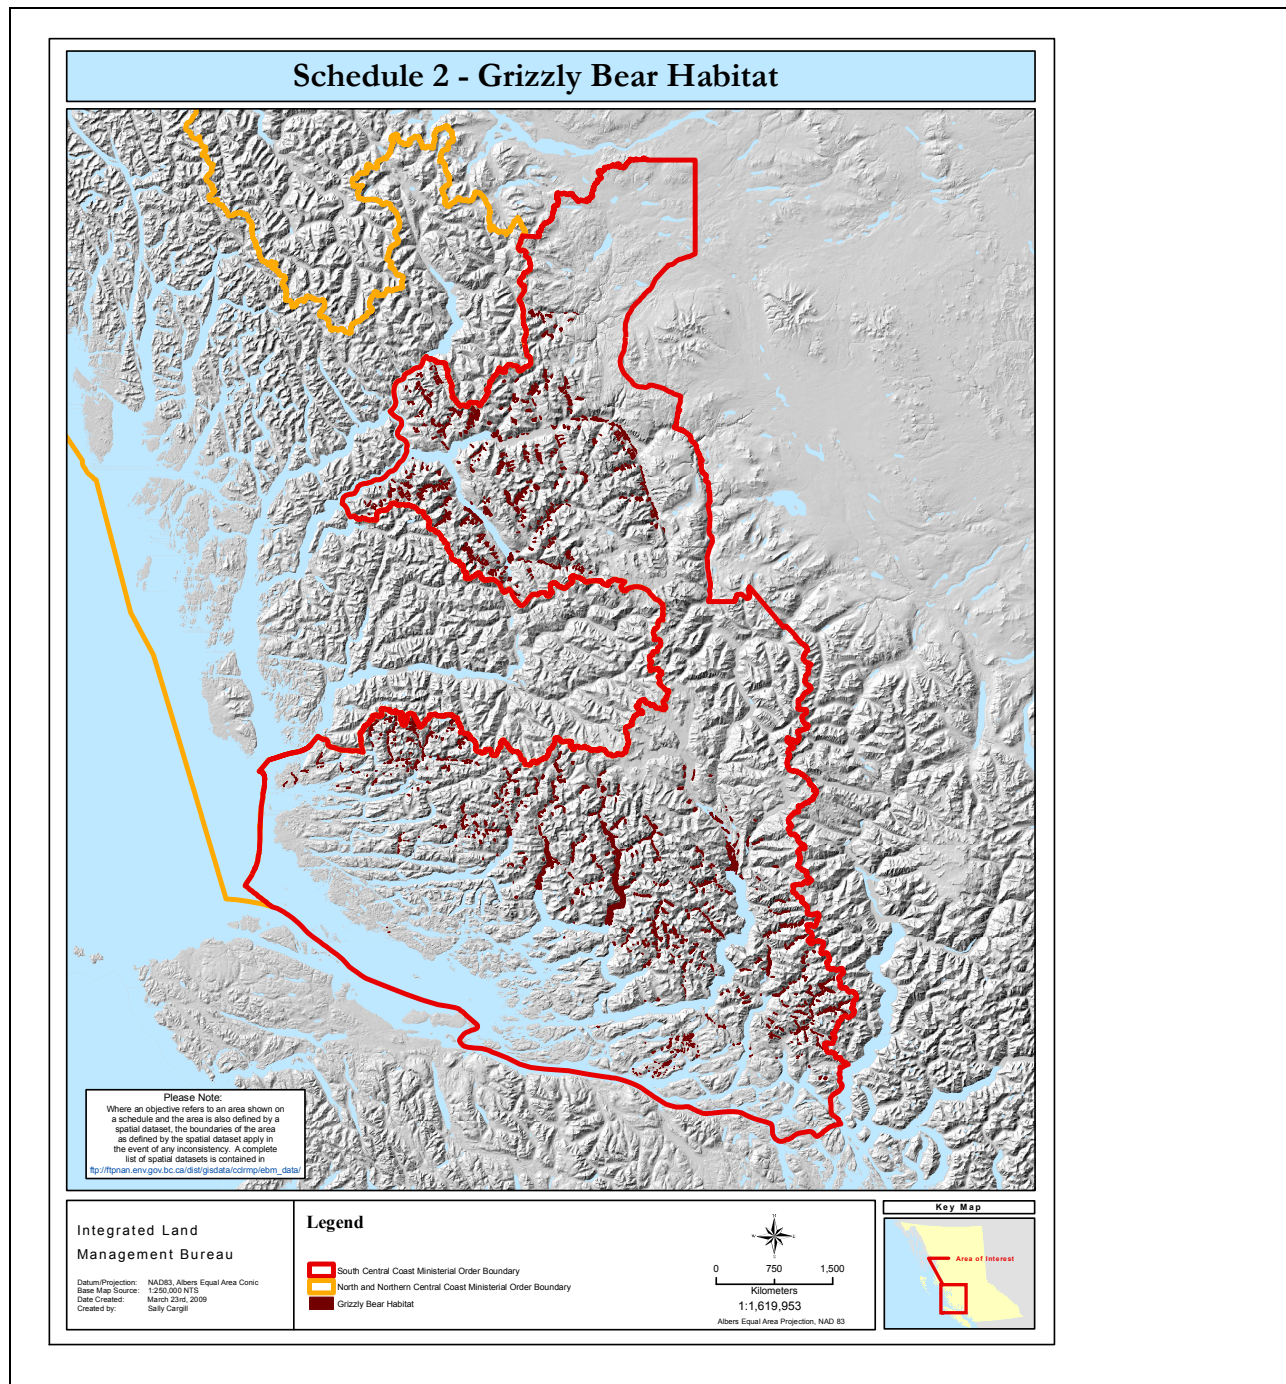 Schedule 2 - Grizzly Bear Habitat
Please Note:
Where an objective refers to an area shown on
a schedule and the area is also defined by a
spatial dataset, the boundaries of the area
as defined by the spatial dataset apply in
the event of any inconsistency. A complete
list of spatial datasets is contained in
ftp://ftpnan.env.gov.bc.ca/dist/gisdata/cclrmp/ebm_data/
Integrated Land
Management Bureau
Datum/Projection: NAD83, Albers Equal Area Conic
Base Map Source: 1:250,000 NTS
Date Created: March 23rd, 2009
Created by: Sally Cargill
Legend
South Central Coast Ministerial Order Boundary
North and Northern Central Coast Ministerial Order Boundary
Grizzly Bear Habitat
N
W E
S
0 750 1,500
Kilometers
1:1,619,953
Albers Equal Area Projection, NAD 83
Key Map
Area of Interest